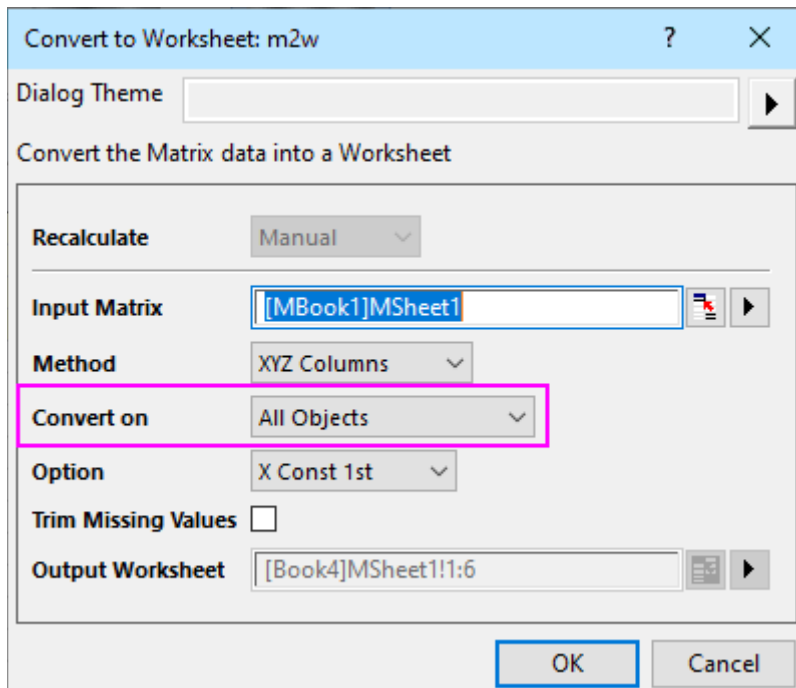 Convert to Worksheet: m2w ?
Dialog Theme
Convert the Matrix data into a Worksheet
Recalculate Manual
Input Matrix [MBook1]MSheet1
Method XYZ Columns
Convert on All Objects
Option X Const 1st
Trim Missing Values
Output Worksheet [Book4]MSheet1!1:6
OK Cancel